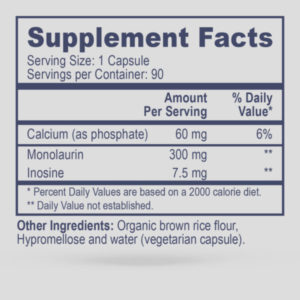 Supplement Facts
Serving Size: 1 Capsule
Servings per Container: 90
Amount Per Serving % Daily Value*
Calcium (as phosphate) 60 mg 6%
Monolaurin 300 mg **
Inosine 7.5 mg **
* Percent Daily Values are based on a 2000 calorie diet.
** Daily Value not established.
Other Ingredients: Organic brown rice flour,
Hypromellose and water (vegetarian capsule).